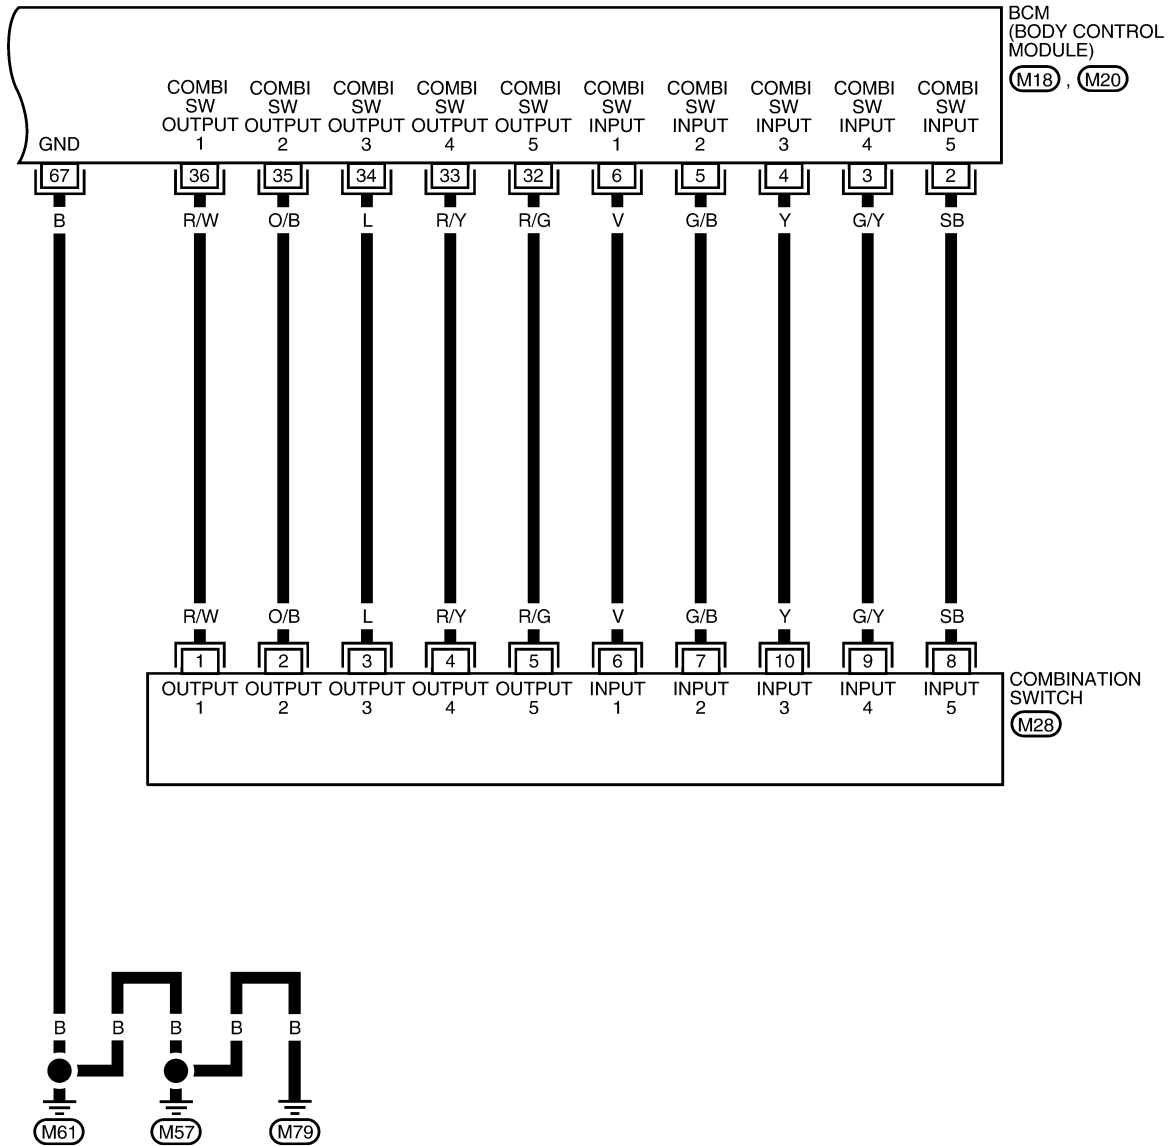 BCM
(BODY CONTROL
MODULE)
M18 , M20
COMBI COMBI COMBI COMBI COMBI COMBI COMBI COMBI COMBI COMBI
SW SW SW SW SW SW SW SW SW SW
OUTPUT OUTPUT OUTPUT OUTPUT OUTPUT INPUT INPUT INPUT INPUT INPUT
GND 1 2 3 4 5 1 2 3 4 5
67 36 35 34 33 32 6 5 4 3 2
B R/W O/B L R/Y R/G V G/B Y G/Y SB
R/W O/B L R/Y R/G V G/B Y G/Y SB
1 2 3 4 5 6 7 10 9 8
OUTPUT OUTPUT OUTPUT OUTPUT OUTPUT INPUT INPUT INPUT INPUT INPUT
1 2 3 4 5 1 2 3 4 5
COMBINATION
SWITCH
M28
B B B B B
M61 M57 M79